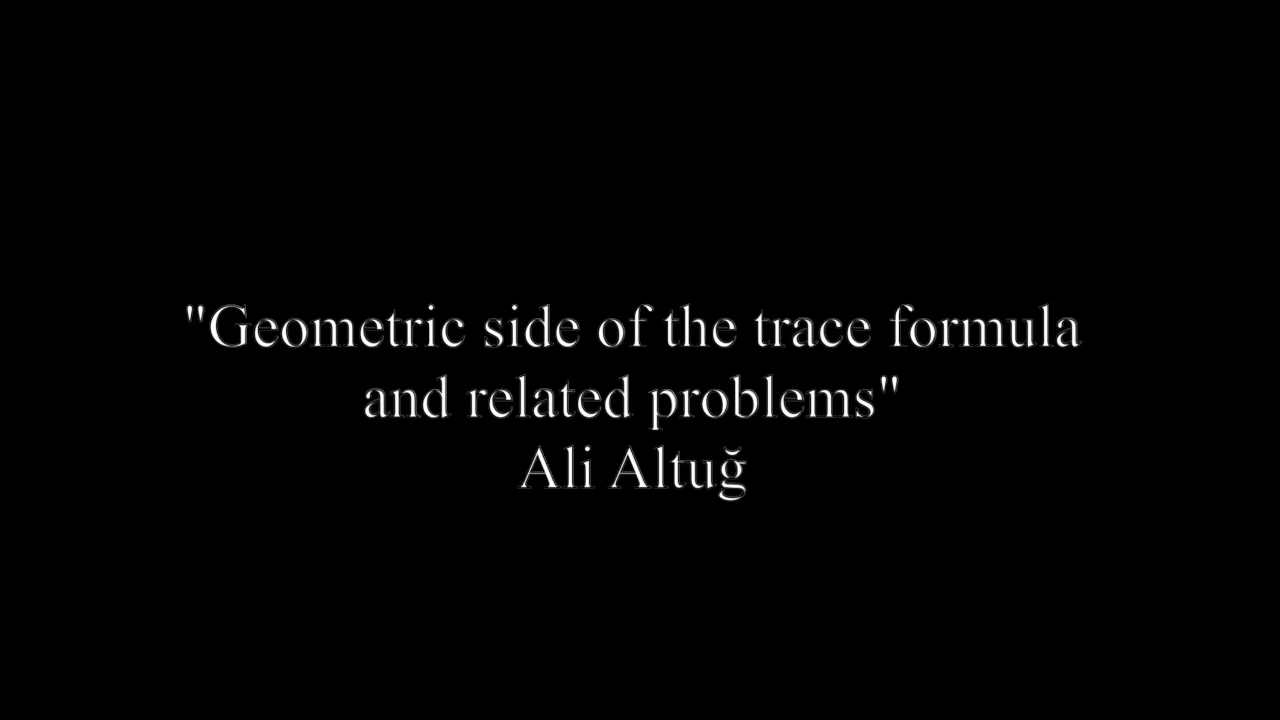 "Geometric side of the trace formula
and related problems"
Ali Altuğ